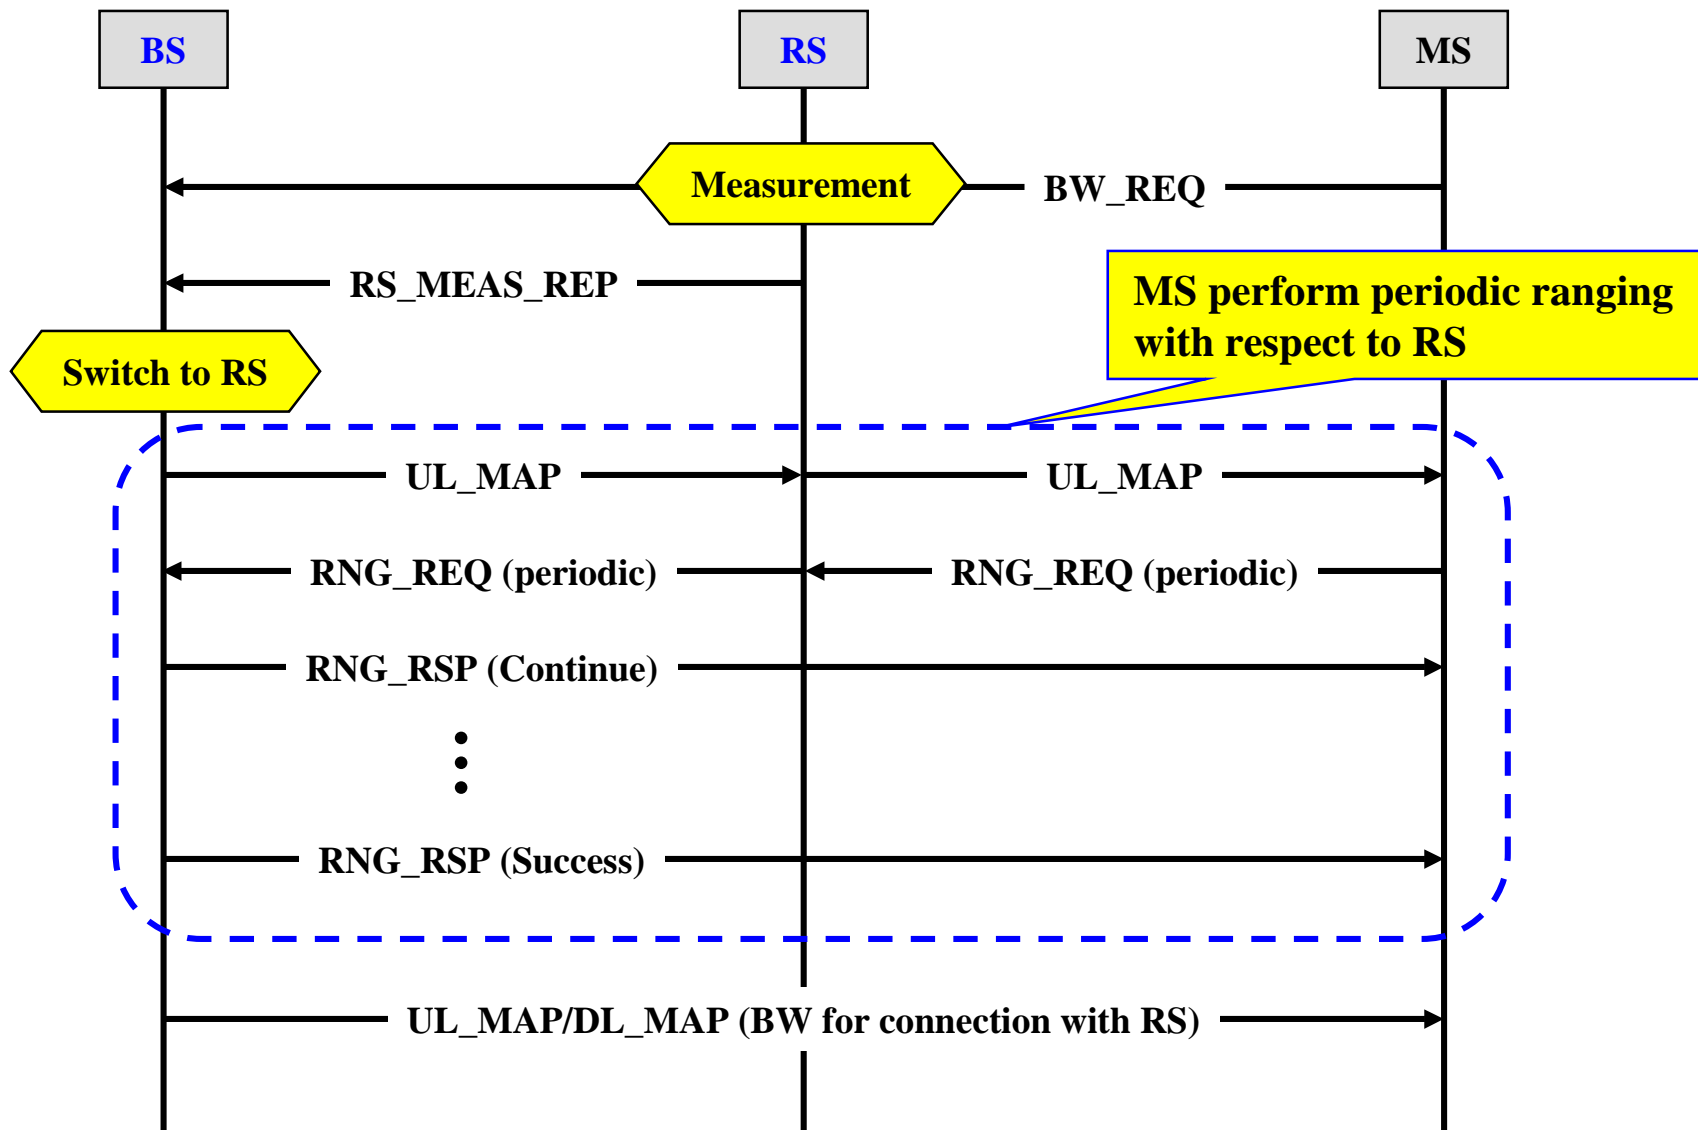 BS
RS
MS
Measurement
BW_REQ
RS_MEAS_REP
MS perform periodic ranging
with respect to RS
Switch to RS
UL_MAP
UL_MAP
RNG_REQ (periodic)
RNG_REQ (periodic)
RNG_RSP (Continue)
RNG_RSP (Success)
UL_MAP/DL_MAP (BW for connection with RS)